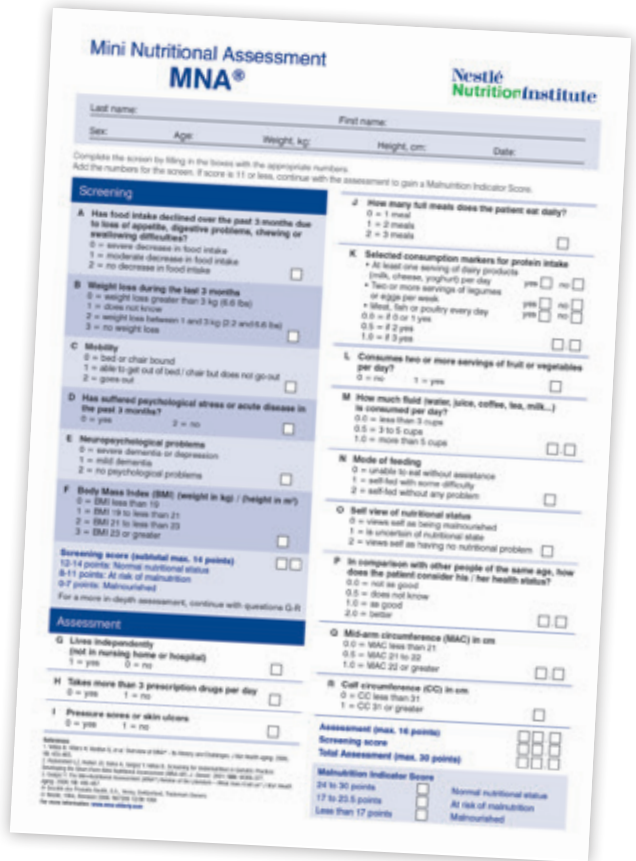 Mini Nutritional Assessment
MNA®
Nestlé
NutritionInstitute
Last name:
First name:
Sex:
Age:
Weight, kg:
Height, cm:
Date:
Complete the screen by filling in the boxes with the appropriate numbers.
Add the numbers for the screen. If score is 11 or less, continue with the assessment to gain a Malnutrition Indicator Score.
Screening
A Has food intake declined over the past 3 months due
to loss of appetite, digestive problems, chewing or
swallowing difficulties?
0 = severe decrease in food intake
1 = moderate decrease in food intake
2 = no decrease in food intake
B Weight loss during the last 3 months
0 = weight loss greater than 3 kg (6.6 lbs)
1 = does not know
2 = weight loss between 1 and 3 kg (2.2 and 6.6 lbs)
3 = no weight loss
C Mobility
0 = bed or chair bound
1 = able to get out of bed / chair but does not go out
2 = goes out
D Has suffered psychological stress or acute disease in
the past 3 months?
0 = yes 2 = no
E Neuropsychological problems
0 = severe dementia or depression
1 = mild dementia
2 = no psychological problems
F Body Mass Index (BMI) (weight in kg) / (height in m²)
0 = BMI less than 19
1 = BMI 19 to less than 21
2 = BMI 21 to less than 23
3 = BMI 23 or greater
Screening score (subtotal max. 14 points)
12-14 points: Normal nutritional status
8-11 points: At risk of malnutrition
0-7 points: Malnourished
For a more in-depth assessment, continue with questions G-R
Assessment
G Lives independently
(not in nursing home or hospital)
1 = yes 0 = no
H Takes more than 3 prescription drugs per day
0 = yes 1 = no
I Pressure sores or skin ulcers
0 = yes 1 = no
References
For more information: www.mna-elderly.com
J How many full meals does the patient eat daily?
0 = 1 meal
1 = 2 meals
2 = 3 meals
K Selected consumption markers for protein intake
• At least one serving of dairy products
(milk, cheese, yoghurt) per day yes no
• Two or more servings of legumes
or eggs per week yes no
• Meat, fish or poultry every day yes no
0.0 = if 0 or 1 yes
0.5 = if 2 yes
1.0 = if 3 yes
L Consumes two or more servings of fruit or vegetables
per day?
0 = no 1 = yes
M How much fluid (water, juice, coffee, tea, milk...)
is consumed per day?
0.0 = less than 3 cups
0.5 = 3 to 5 cups
1.0 = more than 5 cups
N Mode of feeding
0 = unable to eat without assistance
1 = self-fed with some difficulty
2 = self-fed without any problem
O Self view of nutritional status
0 = views self as being malnourished
1 = is uncertain of nutritional state
2 = views self as having no nutritional problem
P In comparison with other people of the same age, how
does the patient consider his / her health status?
0.0 = not as good
0.5 = does not know
1.0 = as good
2.0 = better
Q Mid-arm circumference (MAC) in cm
0.0 = MAC less than 21
0.5 = MAC 21 to 22
1.0 = MAC 22 or greater
R Calf circumference (CC) in cm
0 = CC less than 31
1 = CC 31 or greater
Assessment (max. 16 points)
Screening score
Total Assessment (max. 30 points)
Malnutrition Indicator Score
24 to 30 points Normal nutritional status
17 to 23.5 points At risk of malnutrition
Less than 17 points Malnourished